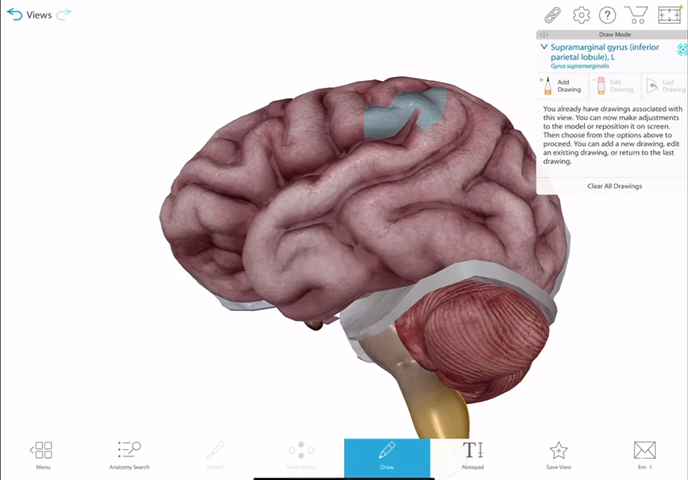 Views
Draw Mode
Supramarginal gyrus (inferior
parietal lobule), L
Gyrus supramarginalis
Add
Drawing
Edit
Drawing
Last
Drawing
You already have drawings associated with
this view. You can now make adjustments
to the model or reposition it on screen.
Then choose from the options above to
proceed. You can add a new drawing, edit
an existing drawing, or return to the last
drawing.
Clear All Drawings
Menu
Anatomy Search
Multi-Select
Draw
Notepad
Save View